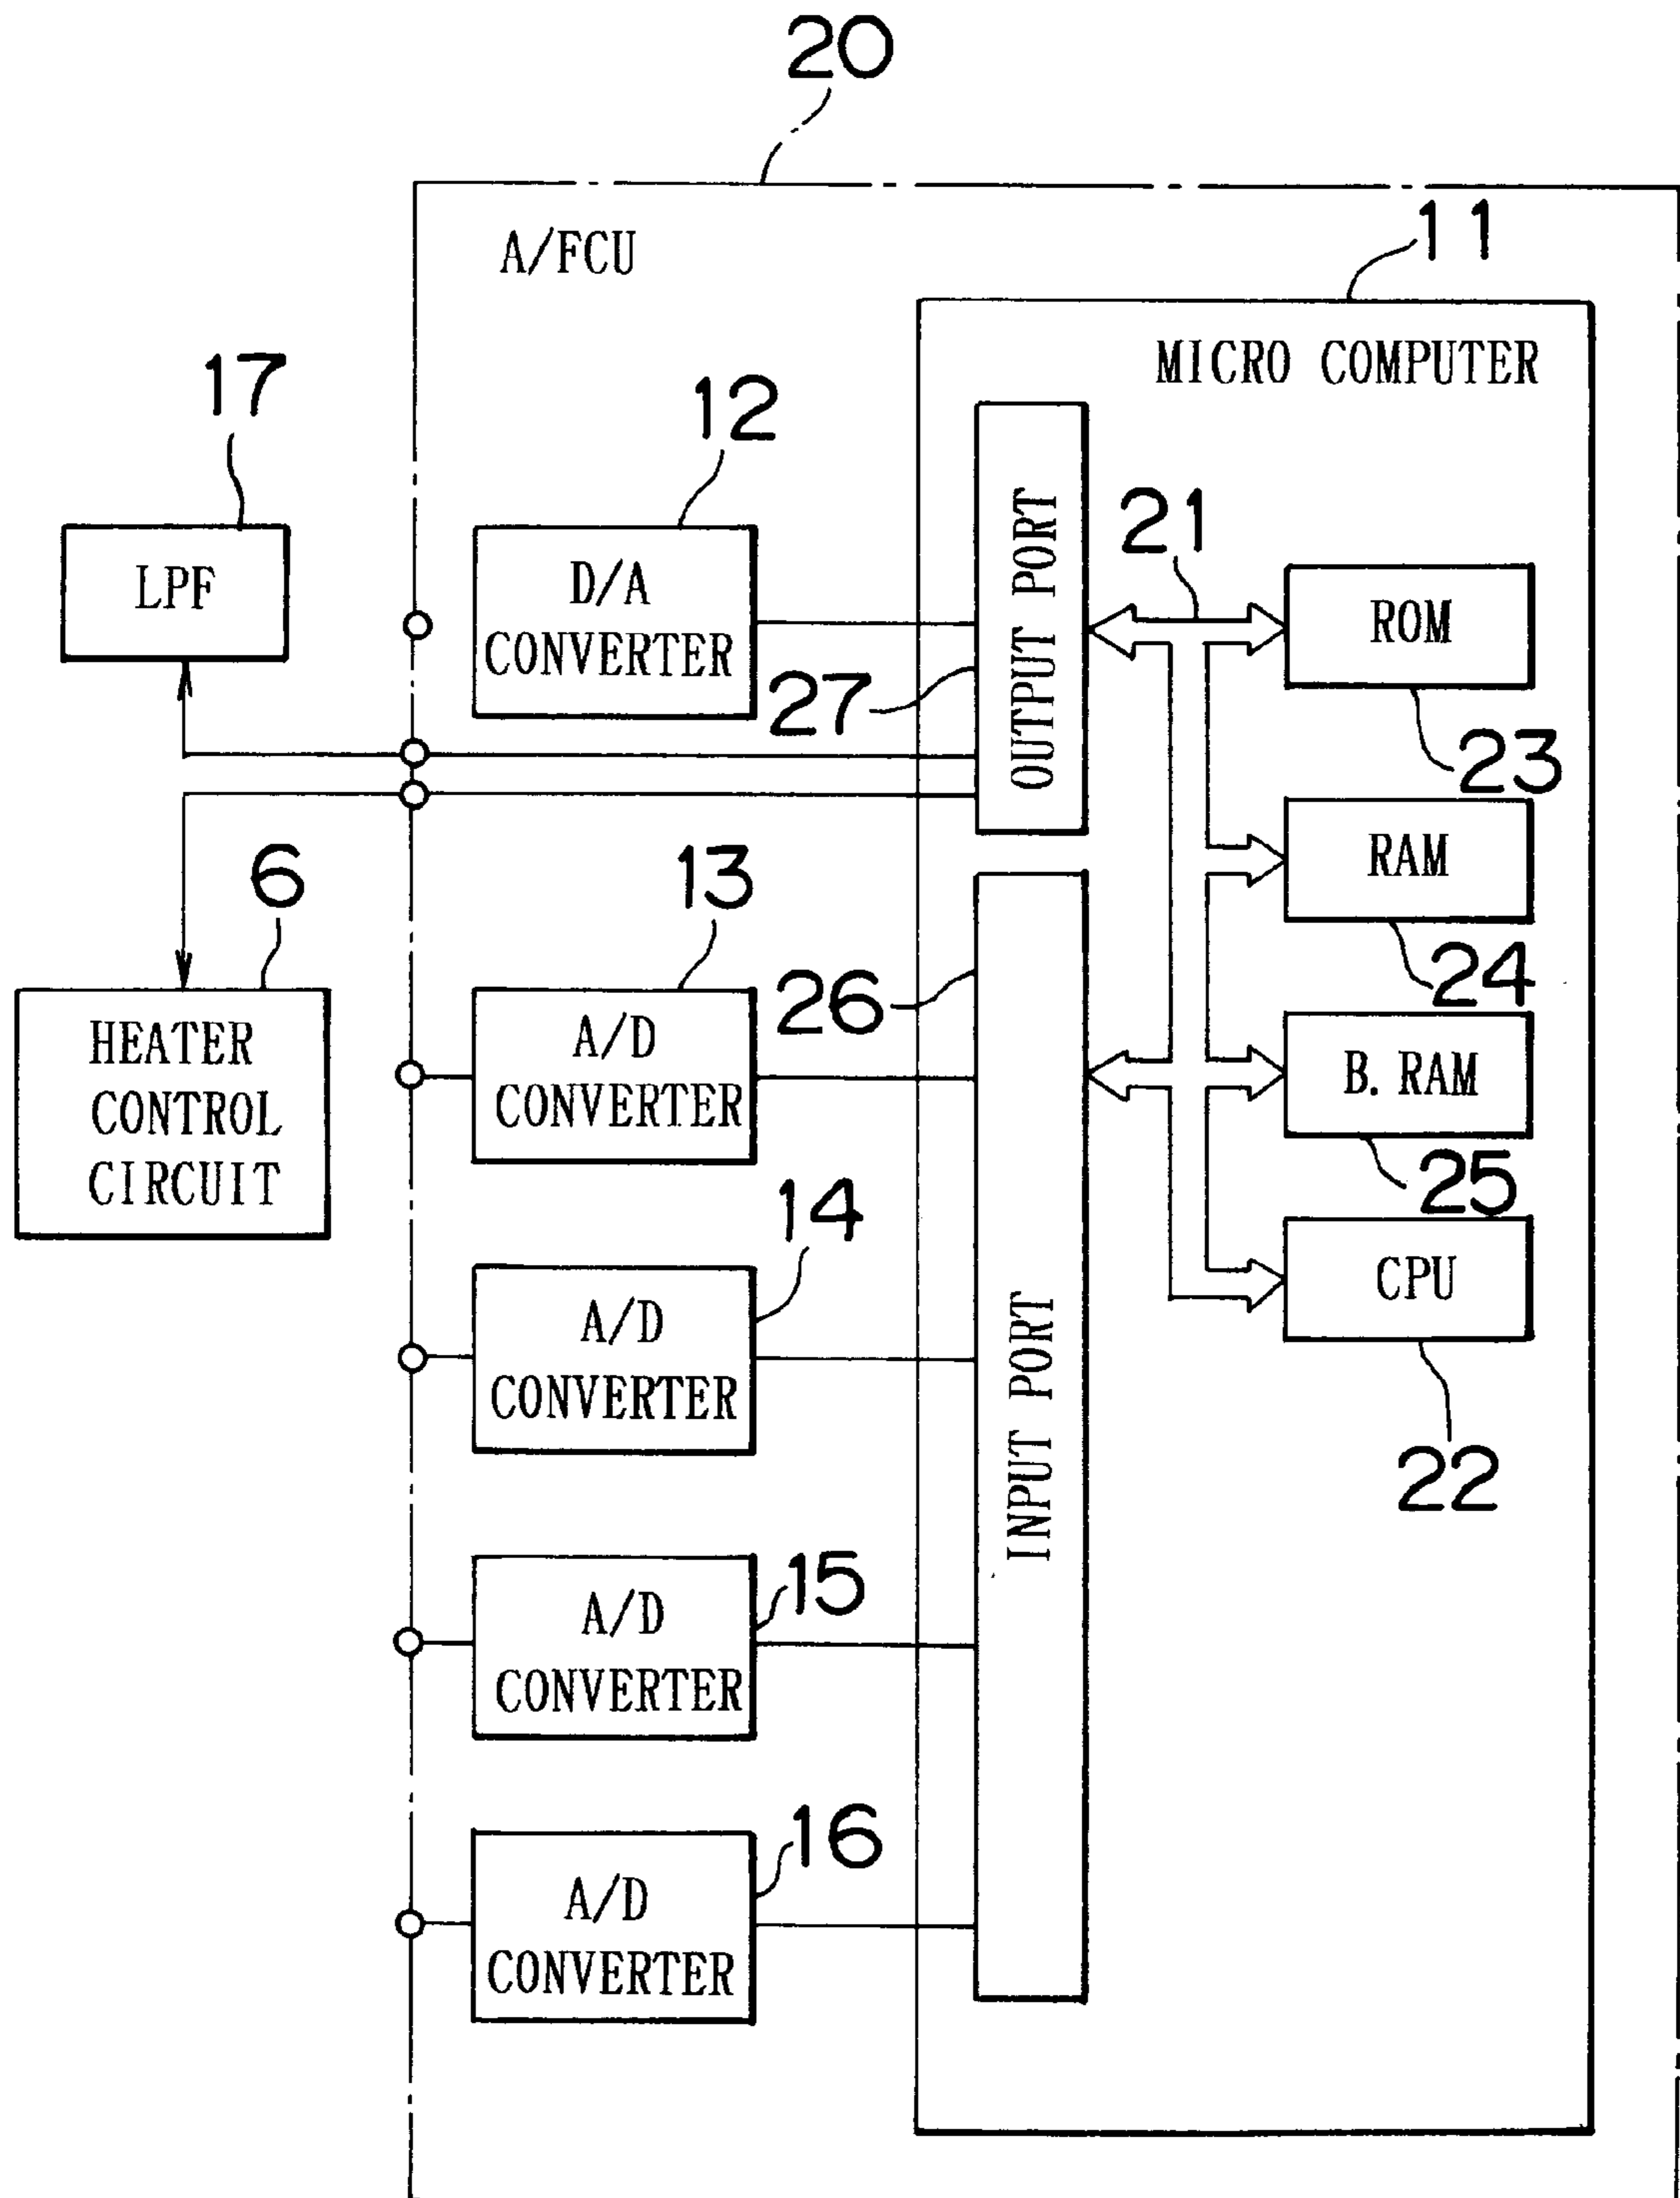 20
A/FCU
11
MICRO COMPUTER
17
12
LPF
D/A
CONVERTER
OUTPUT PORT
27
21
ROM
23
6
HEATER
CONTROL
CIRCUIT
13
A/D
CONVERTER
26
INPUT PORT
RAM
24
B. RAM
25
14
A/D
CONVERTER
CPU
22
15
A/D
CONVERTER
16
A/D
CONVERTER